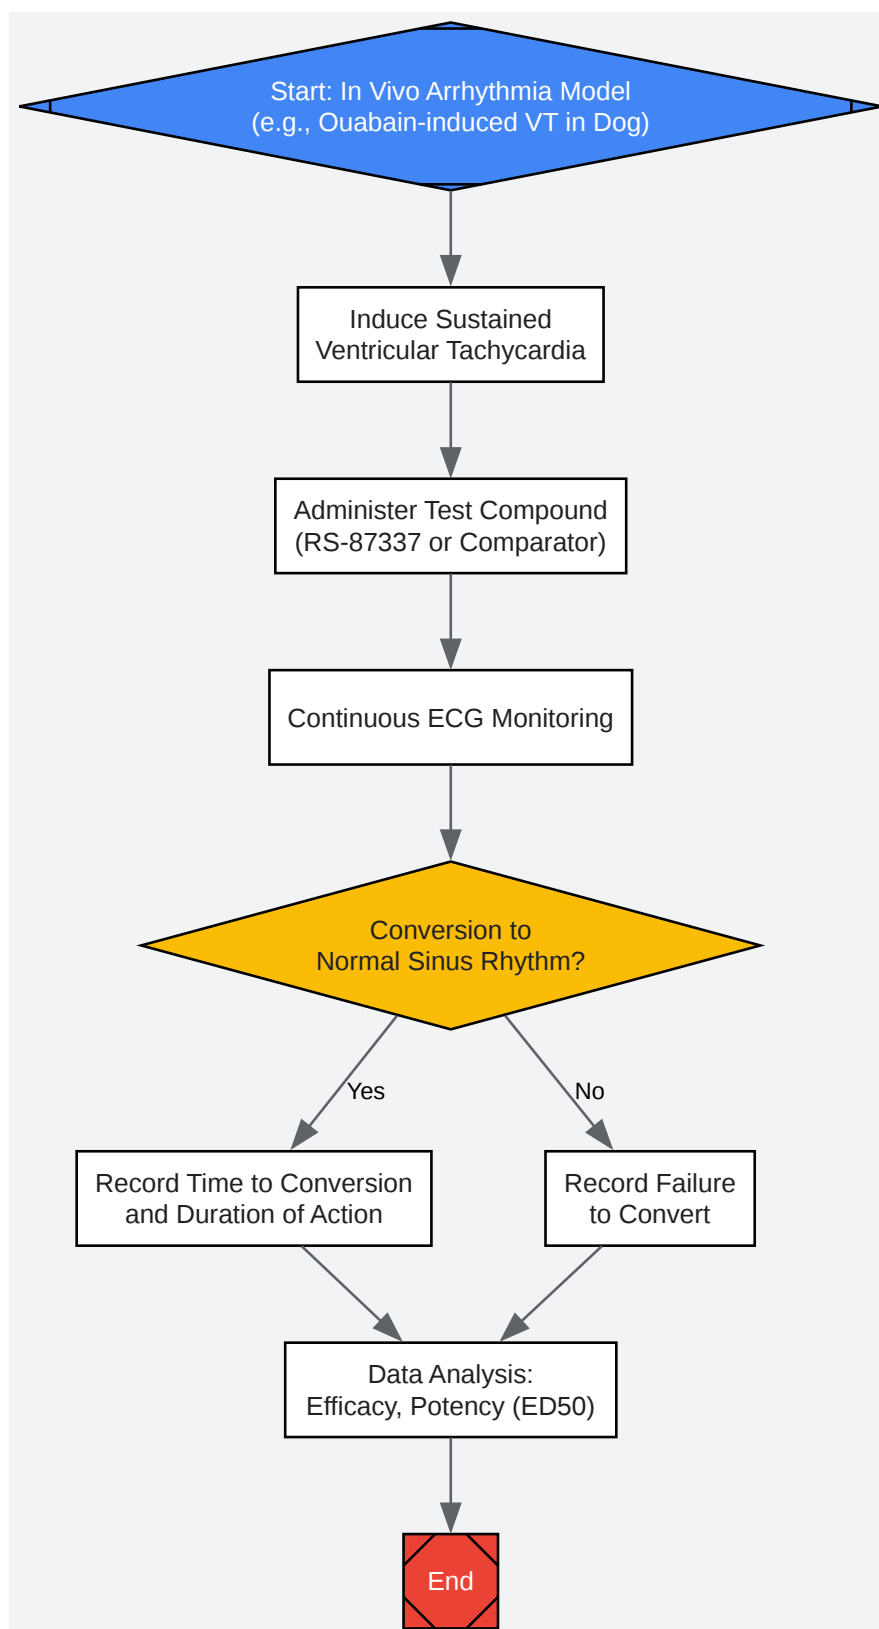 Start: In Vivo Arrhythmia Model
(e.g., Ouabain-induced VT in Dog)
Induce Sustained
Ventricular Tachycardia
Administer Test Compound
(RS-87337 or Comparator)
Continuous ECG Monitoring
Conversion to
Normal Sinus Rhythm?
Yes
No
Record Time to Conversion
and Duration of Action
Record Failure
to Convert
Data Analysis:
Efficacy, Potency (ED50)
End